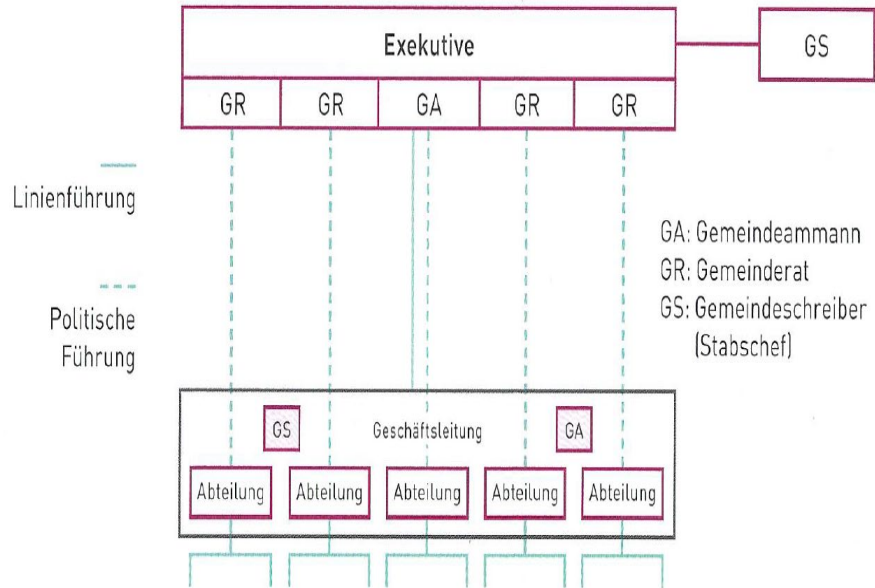 Exekutive
GS
GR
GR
GA
GR
GR
Linienführung
Politische
Führung
GA: Gemeindeammann
GR: Gemeinderat
GS: Gemeindeschreiber
(Stabschef)
GS
Geschäftsleitung
GA
Abteilung
Abteilung
Abteilung
Abteilung
Abteilung